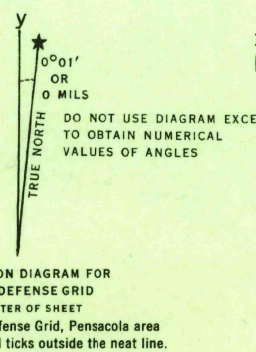 y
0°01'
OR
0 MILS
TRUE NORTH
DO NOT USE DIAGRAM EXCE
TO OBTAIN NUMERICAL
VALUES OF ANGLES
ON DIAGRAM FOR
DEFENSE GRID
TER OF SHEET
fense Grid, Pensacola area
ticks outside the neat line.